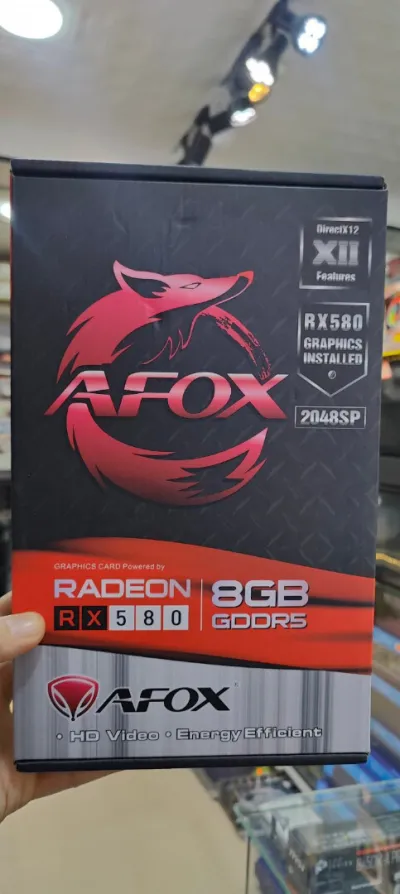 DirectX12
XII
Features
RX580
GRAPHICS
INSTALLED
2048SP
AFOX
GRAPHICS CARD Powered by
RADEON
RX580
8GB
GDDR5
AFOX
• HD Video • Energy Efficient